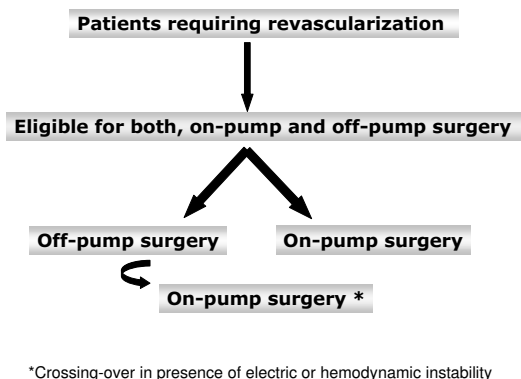 Patients requiring revascularization
Eligible for both, on-pump and off-pump surgery
Off-pump surgery
On-pump surgery
On-pump surgery *
*Crossing-over in presence of electric or hemodynamic instability